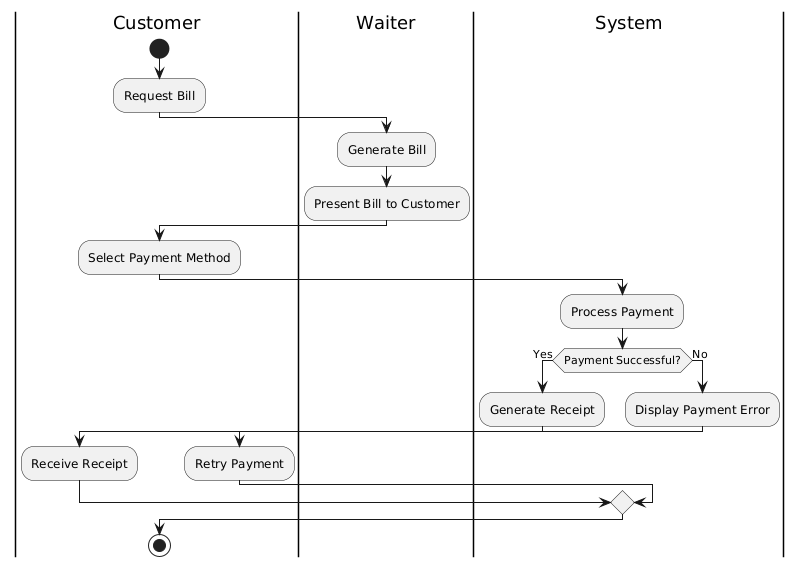 Customer
Waiter
System
Request Bill
Generate Bill
Present Bill to Customer
Select Payment Method
Process Payment
Yes
Payment Successful?
No
Generate Receipt
Display Payment Error
Receive Receipt
Retry Payment